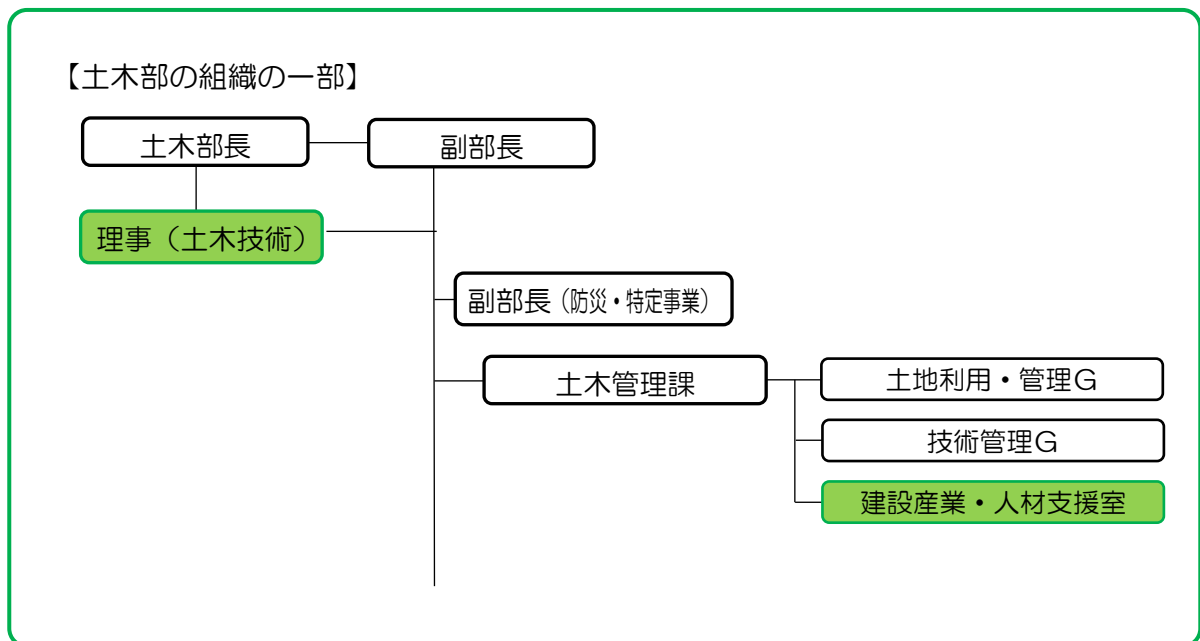 【土木部の組織の一部】
土木部長
副部長
理事（土木技術）
副部長（防災・特定事業）
土木管理課
土地利用・管理G
技術管理G
建設産業・人材支援室